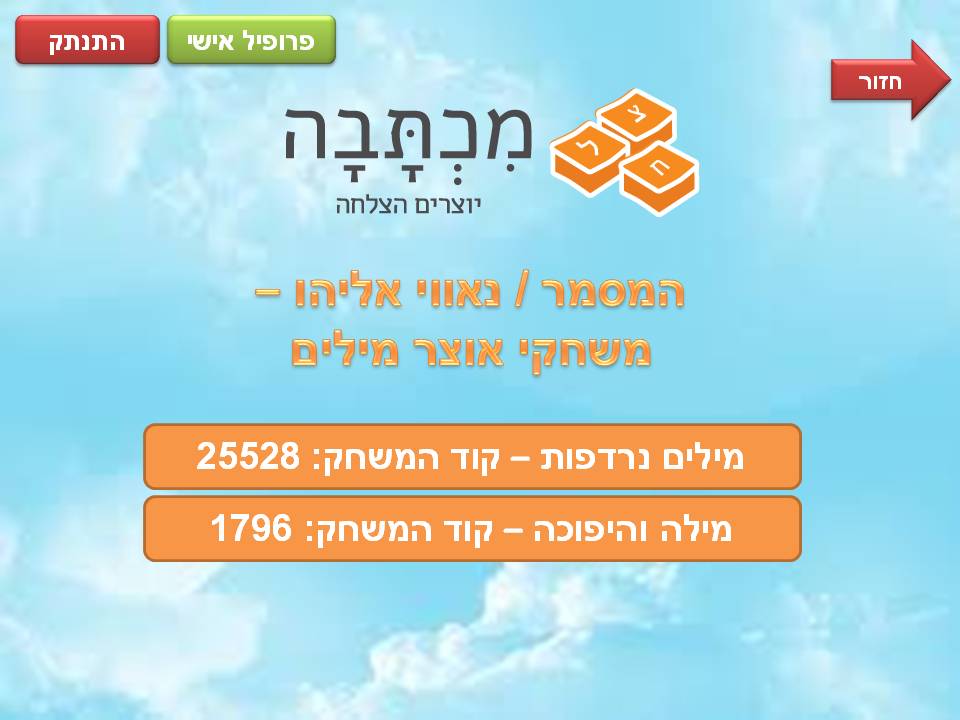 התנתק
פרופיל אישי
חזור
מִכְתָּבָה
צ
ל
ח
יוצרים הצלחה
המסמר / נאווי אליהו –
משחקי אוצר מילים
מילים נרדפות – קוד המשחק: 25528
מילה והיפוכה – קוד המשחק: 1796